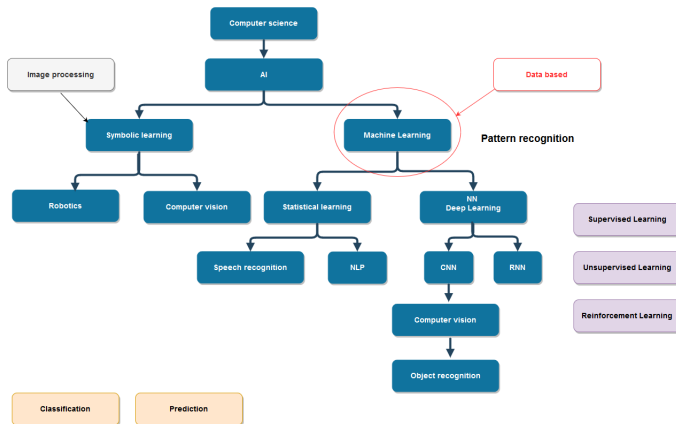 Computer science
Image processing
AI
Data based
Symbolic learning
Machine Learning
Pattern recognition
Robotics
Computer vision
Statistical learning
NN
Deep Learning
Supervised Learning
Speech recognition
NLP
CNN
RNN
Unsupervised Learning
Computer vision
Reinforcement Learning
Object recognition
Classification
Prediction